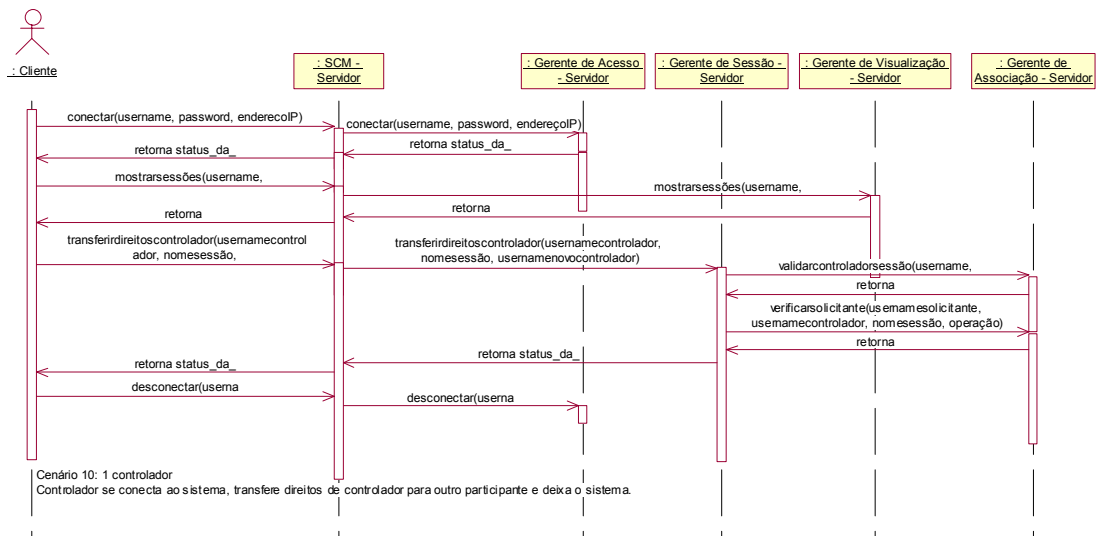 : Cliente
: SCM -
Servidor
: Gerente de Acesso
- Servidor
: Gerente de Sessão -
Servidor
: Gerente de Visualização
- Servidor
: Gerente de
Associação - Servidor
conectar(username, password, endereçoIP)
conectar(username, password, endereçoIP)
retorna status_da_
retorna status_da_
mostrarsessões(username,
mostrarsessões(username,
retorna
retorna
transferirdireitoscontrolador(usernamecontrol
ador, nomesessão,
transferirdireitoscontrolador(usernamecontrolador,
nomesessão, usernamenovocontrolador)
validarcontroladorsessão(username,
retorna
verificarsolicitante(usernamesolicitante,
usernamecontrolador, nomesessão, operação)
retorna
retorna status_da_
retorna status_da_
desconectar(userna
desconectar(userna
Cenário 10: 1 controlador
Controlador se conecta ao sistema, transfere direitos de controlador para outro participante e deixa o sistema.